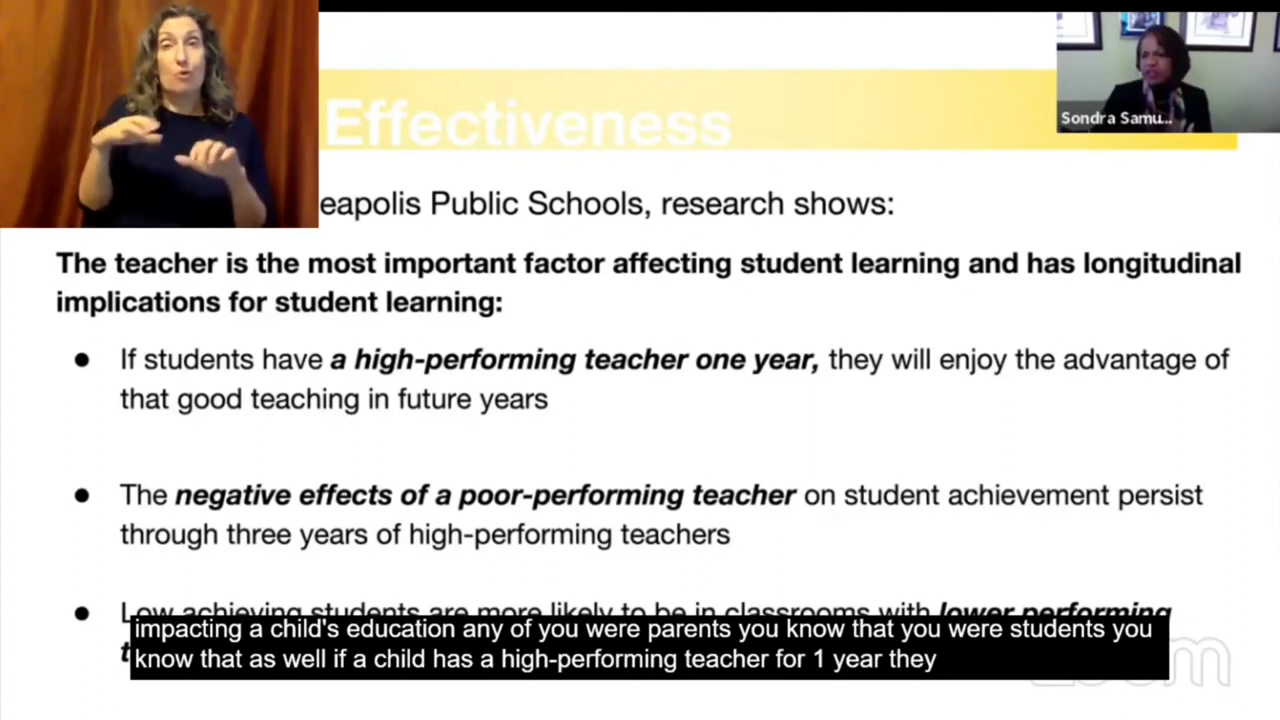 Effectiveness
Sondra Samu...
eapolis Public Schools, research shows:
The teacher is the most important factor affecting student learning and has longitudinal
implications for student learning:
● If students have a high-performing teacher one year, they will enjoy the advantage of
that good teaching in future years
● The negative effects of a poor-performing teacher on student achievement persist
through three years of high-performing teachers
● Low achieving students are more likely to be in classrooms with lower performing
impacting a child's education any of you were parents you know that you were students you
know that as well if a child has a high-performing teacher for 1 year they